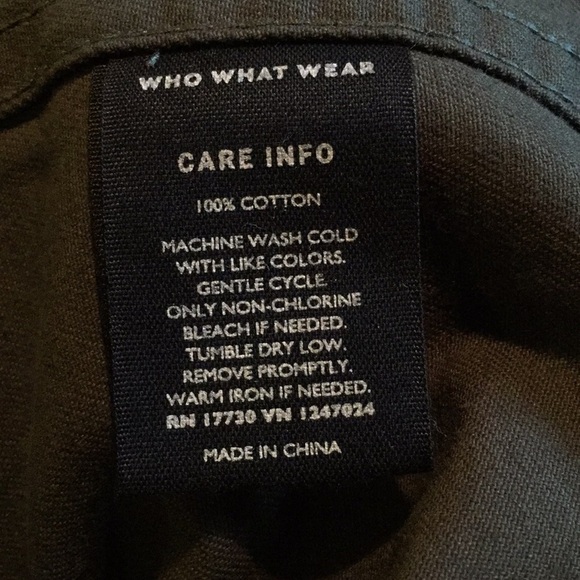 WHO WHAT WEAR
CARE INFO
100% COTTON
MACHINE WASH COLD
WITH LIKE COLORS.
GENTLE CYCLE.
ONLY NON-CHLORINE
BLEACH IF NEEDED.
TUMBLE DRY LOW.
REMOVE PROMPTLY.
WARM IRON IF NEEDED.
RN 17730 VN 1247024
MADE IN CHINA